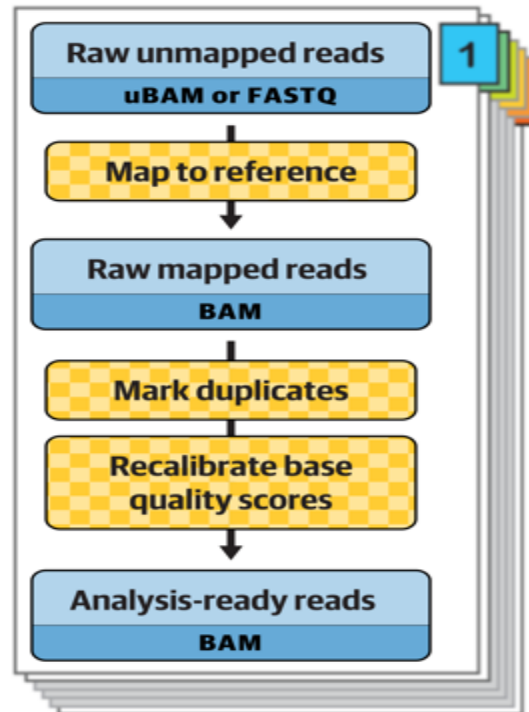 Raw unmapped reads
1
uBAM or FASTQ
Map to reference
Raw mapped reads
BAM
Mark duplicates
Recalibrate base
quality scores
Analysis-ready reads
BAM